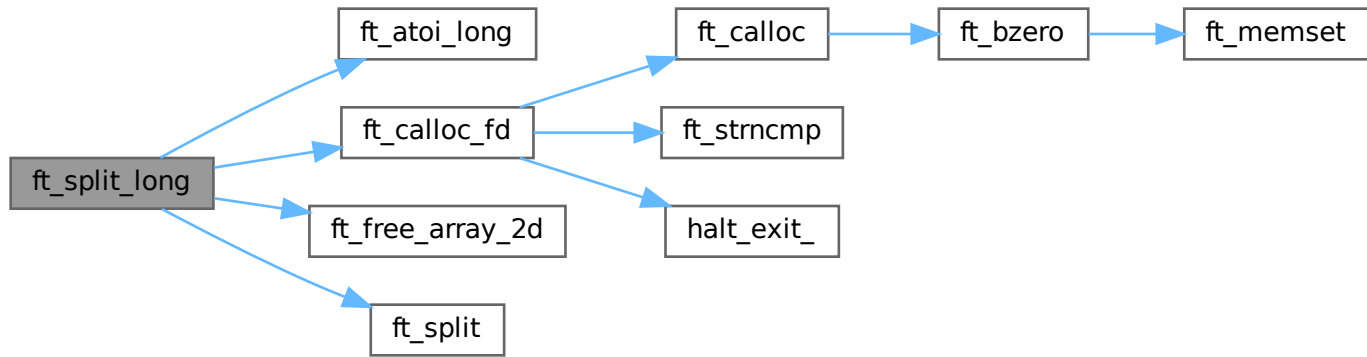 ft_split_long
ft_atoi_long
ft_calloc_fd
ft_free_array_2d
ft_split
ft_calloc
ft_strncmp
halt_exit_
ft_bzero
ft_memset